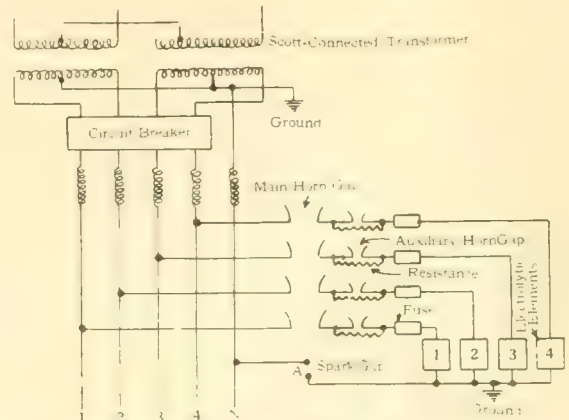 Scott-Connected Transformer
Ground
Circuit Breaker
Main Horn Gap
Auxiliary Horn Gap
Resistance
Electrolytic
Elements
Fuse
1 2 3 4
A Spark Gap
Ground
1 2 3 4